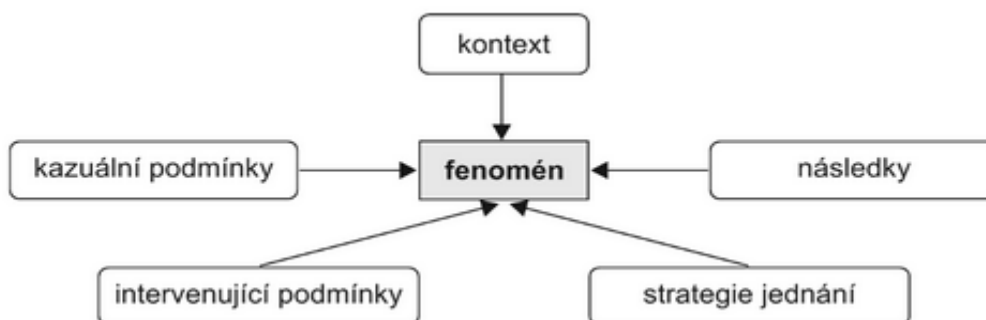 kontext
kazuální podmínky
fenomén
následky
intervenující podmínky
strategie jednání